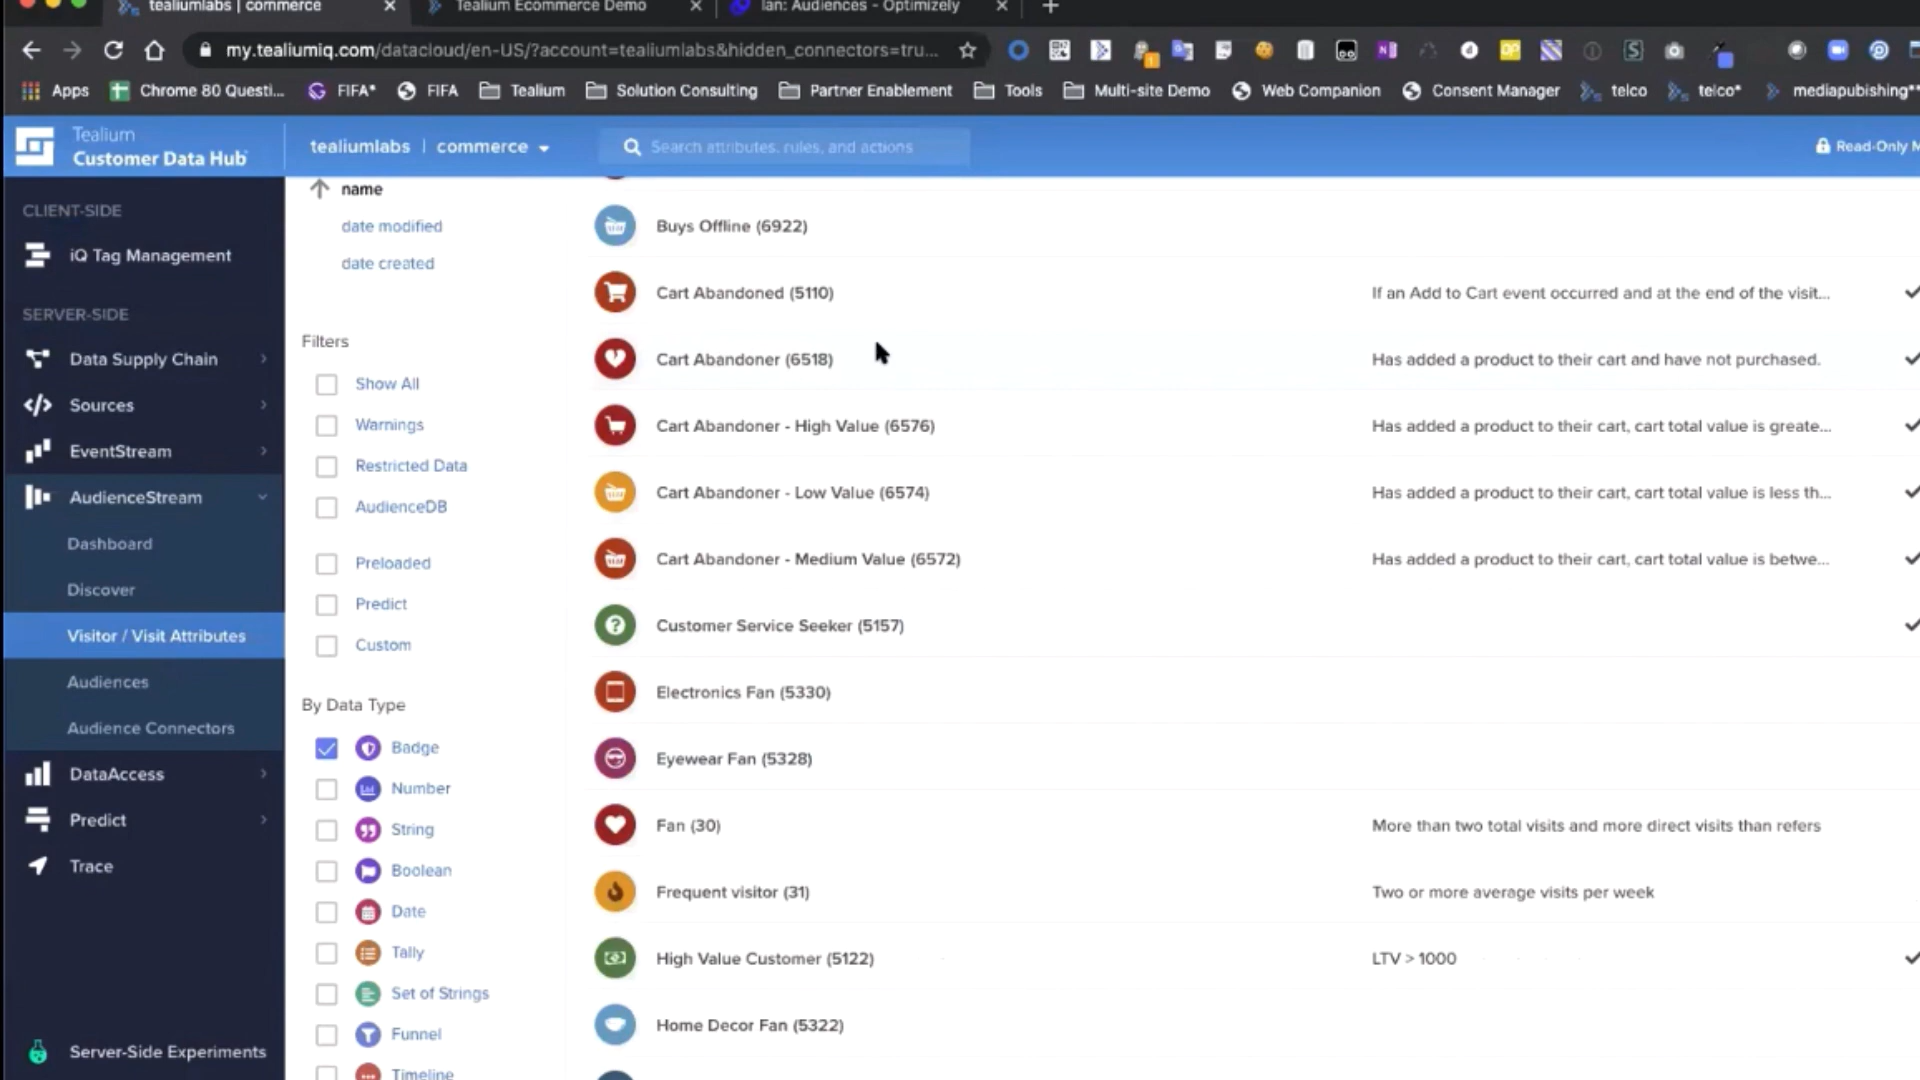 tealiumlabs | commerce
Tealium Ecommerce Demo
Ian: Audiences - Optimizely
my.tealiumiq.com/datacloud/en-US/?account=tealiumlabs&hidden_connectors=tru...
Apps
Chrome 80 Questi...
FIFA*
FIFA
Tealium
Solution Consulting
Partner Enablement
Tools
Multi-site Demo
Web Companion
Consent Manager
telco
telco*
mediapubishing**
Tealium
Customer Data Hub
tealiumlabs | commerce
Search attributes, rules, and actions
Read-Only M
CLIENT-SIDE
iQ Tag Management
SERVER-SIDE
Data Supply Chain
Sources
EventStream
AudienceStream
Dashboard
Discover
Visitor / Visit Attributes
Audiences
Audience Connectors
DataAccess
Predict
Trace
Server-Side Experiments
name
date modified
date created
Filters
Show All
Warnings
Restricted Data
AudienceDB
Preloaded
Predict
Custom
By Data Type
Badge
Number
String
Boolean
Date
Tally
Set of Strings
Funnel
Timeline
Buys Offline (6922)
Cart Abandoned (5110)
If an Add to Cart event occurred and at the end of the visit...
Cart Abandoner (6518)
Has added a product to their cart and have not purchased.
Cart Abandoner - High Value (6576)
Has added a product to their cart, cart total value is greate...
Cart Abandoner - Low Value (6574)
Has added a product to their cart, cart total value is less th...
Cart Abandoner - Medium Value (6572)
Has added a product to their cart, cart total value is betwe...
Customer Service Seeker (5157)
Electronics Fan (5330)
Eyewear Fan (5328)
Fan (30)
More than two total visits and more direct visits than refers
Frequent visitor (31)
Two or more average visits per week
High Value Customer (5122)
LTV > 1000
Home Decor Fan (5322)